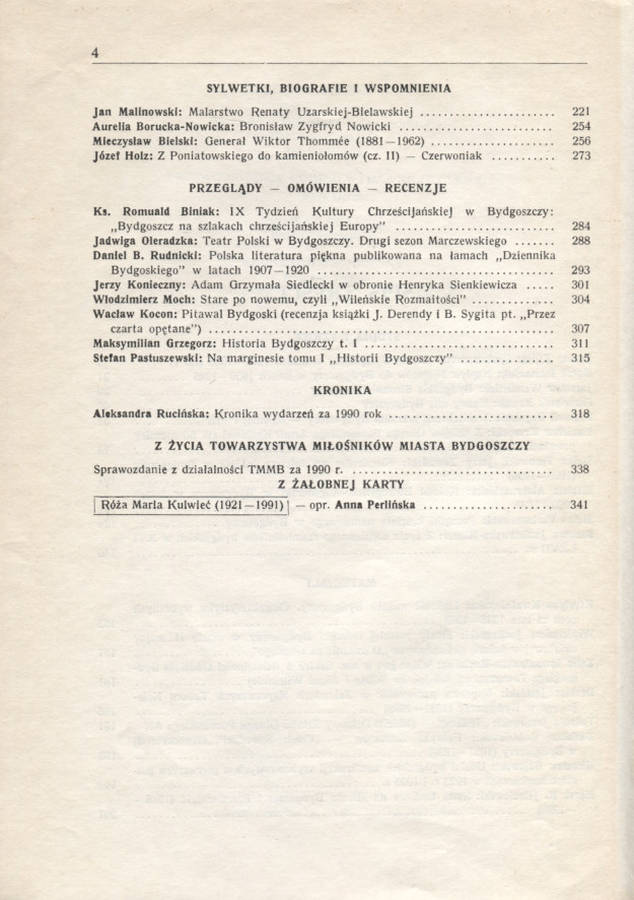 4
SYLWETKI, BIOGRAFIE I WSPOMNIENIA
Jan Malinowski: Malarstwo Renaty Uzarskiej-Bielawskiej ...................... 221
Aurelia Borucka-Nowicka: Bronisław Zygfryd Nowicki ......................... 254
Mieczysław Bielski: Generał Wiktor Thommée (1881—1962) .................... 256
Józef Holz: Z Poniatowskiego do kamieniołomów (cz. II) — Czerwoniak .......... 273
PRZEGLĄDY — OMÓWIENIA — RECENZJE
Ks. Romuald Biniak: IX Tydzień Kultury Chrześcijańskiej w Bydgoszczy:
„Bydgoszcz na szlakach chrześcijańskiej Europy" .......................... 284
Jadwiga Oleradzka: Teatr Polski w Bydgoszczy. Drugi sezon Marczewskiego ....... 288
Daniel B. Rudnicki: Polska literatura piękna publikowana na łamach „Dziennika
Bydgoskiego" w latach 1907—1920 ...................................... 293
Jerzy Konieczny: Adam Grzymała Siedlecki w obronie Henryka Sienkiewicza ..... 301
Włodzimierz Moch: Stare po nowemu, czyli „Wileńskie Rozmaitości" ............. 304
Wacław Kocon: Pitawal Bydgoski (recenzja książki J. Derendy i B. Sygita pt. „Przez
czarta opętane") ........................................................ 307
Maksymilian Grzegorz: Historia Bydgoszczy t. I ............................... 311
Stefan Pastuszewski: Na marginesie tomu I „Historii Bydgoszczy" ............... 315
KRONIKA
Aleksandra Rucińska: Kronika wydarzeń za 1990 rok ........................... 318
Z ŻYCIA TOWARZYSTWA MIŁOŚNIKÓW MIASTA BYDGOSZCZY
Sprawozdanie z działalności TMMB za 1990 r. ................................. 338
Z ŻAŁOBNEJ KARTY
Róża Maria Kulwieć (1921—1991) — opr. Anna Perlińska ..................... 341